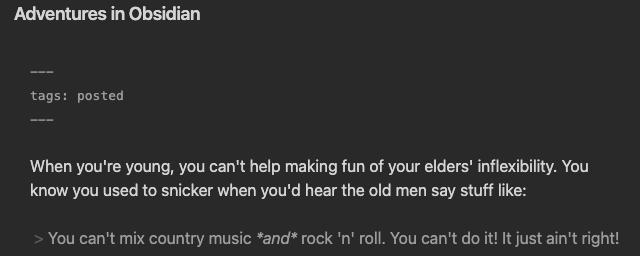 Adventures in Obsidian
---
tags: posted
---
When you're young, you can't help making fun of your elders' inflexibility. You
know you used to snicker when you'd hear the old men say stuff like:
> You can't mix country music *and* rock 'n' roll. You can't do it! It just ain't right!